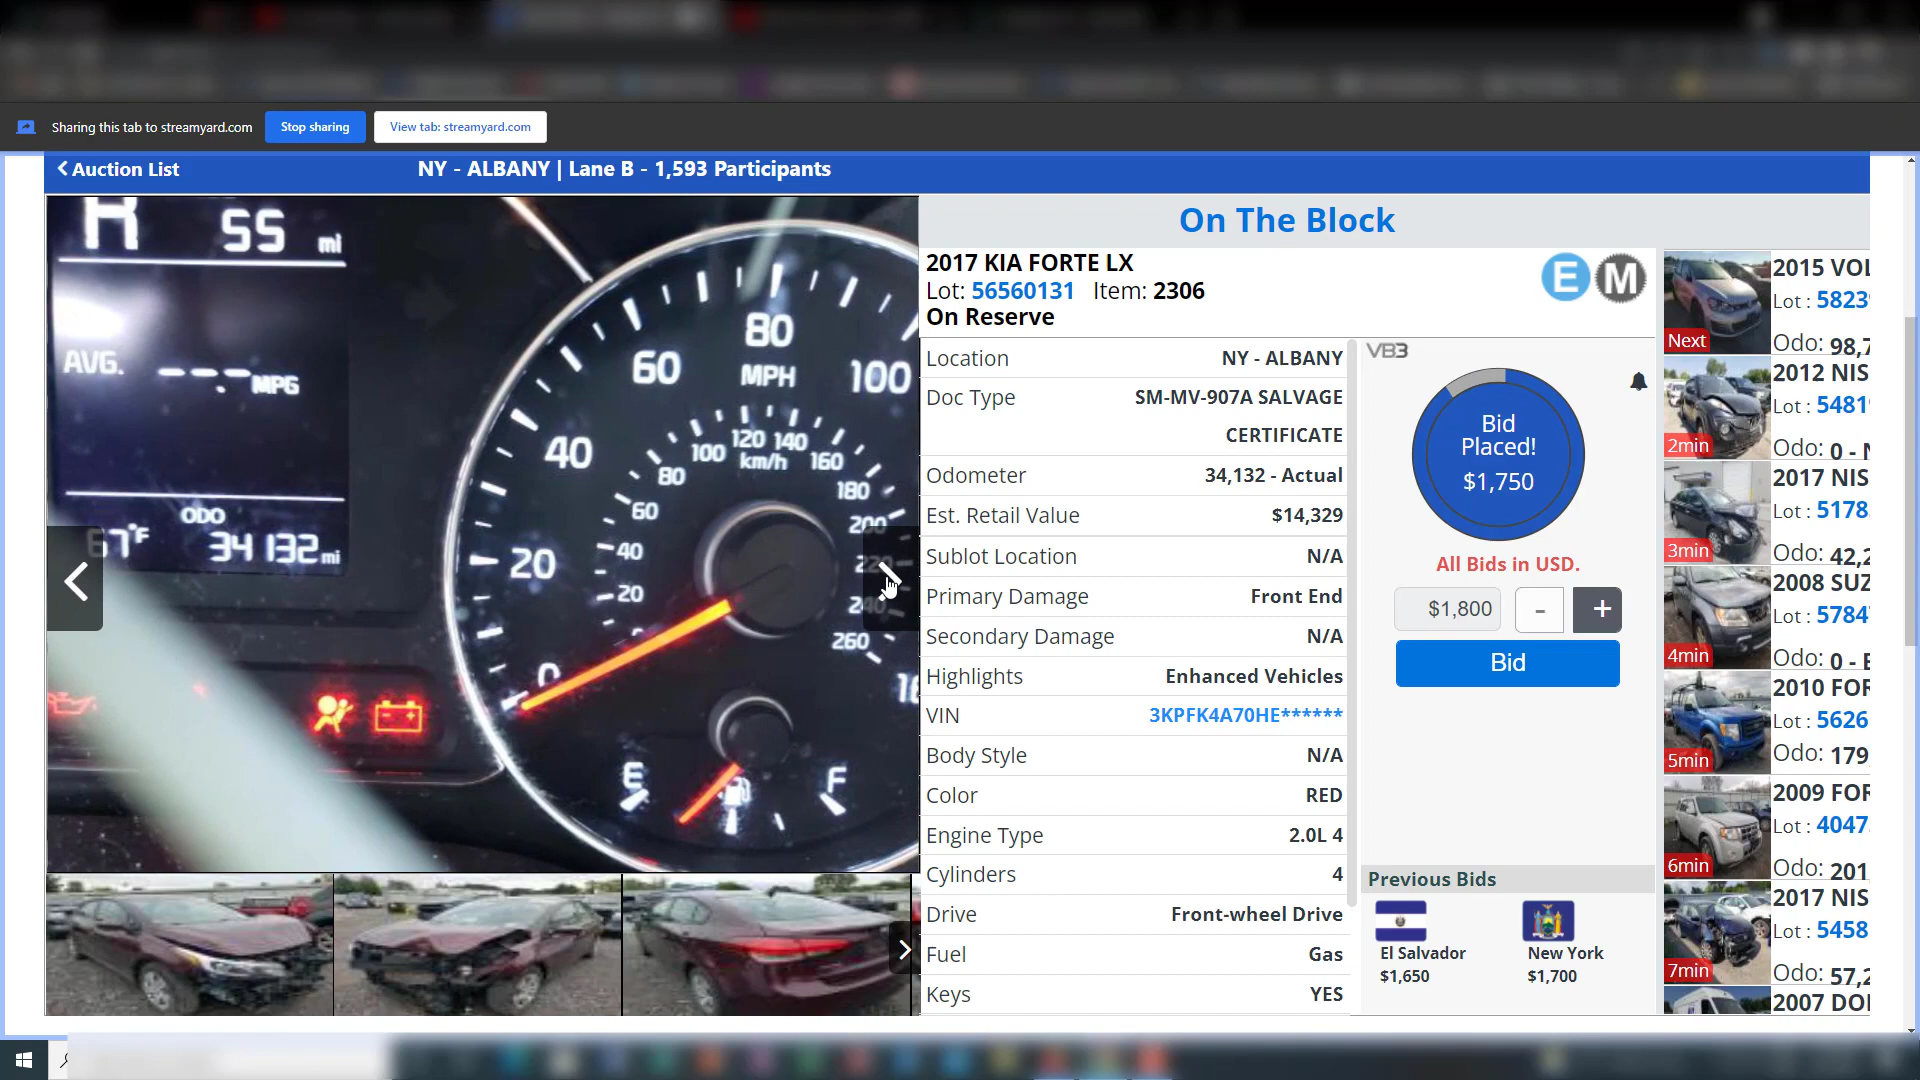 Sharing this tab to streamyard.com
Stop sharing
View tab: streamyard.com
Auction List
NY - ALBANY | Lane B - 1,593 Participants
R 55 mi
AVG. ---.- MPG
ODO
67°F 34132 mi
0 20 40 60 80 100
MPH
km/h
20 40 60 80 100 120 140 160 180 200 220 240 260
E F
On The Block
2017 KIA FORTE LX
Lot: 56560131 Item: 2306
On Reserve
E M
Location NY - ALBANY
Doc Type SM-MV-907A SALVAGE
CERTIFICATE
Odometer 34,132 - Actual
Est. Retail Value $14,329
Sublot Location N/A
Primary Damage Front End
Secondary Damage N/A
Highlights Enhanced Vehicles
VIN 3KPFK4A70HE******
Body Style N/A
Color RED
Engine Type 2.0L 4
Cylinders 4
Drive Front-wheel Drive
Fuel Gas
Keys YES
VB3
Bid
Placed!
$1,750
All Bids in USD.
$1,800 - +
Bid
Previous Bids
El Salvador
$1,650
New York
$1,700
2015 VOL
Lot : 5823
Next
Odo: 98,7
2012 NIS
Lot : 5481
2min
Odo: 0 - N
2017 NIS
Lot : 5178
3min
Odo: 42,2
2008 SUZ
Lot : 5784
4min
Odo: 0 - E
2010 FOR
Lot : 5626
5min
Odo: 179
2009 FOR
Lot : 4047
6min
Odo: 201
2017 NIS
Lot : 5458
7min
Odo: 57,2
2007 DO